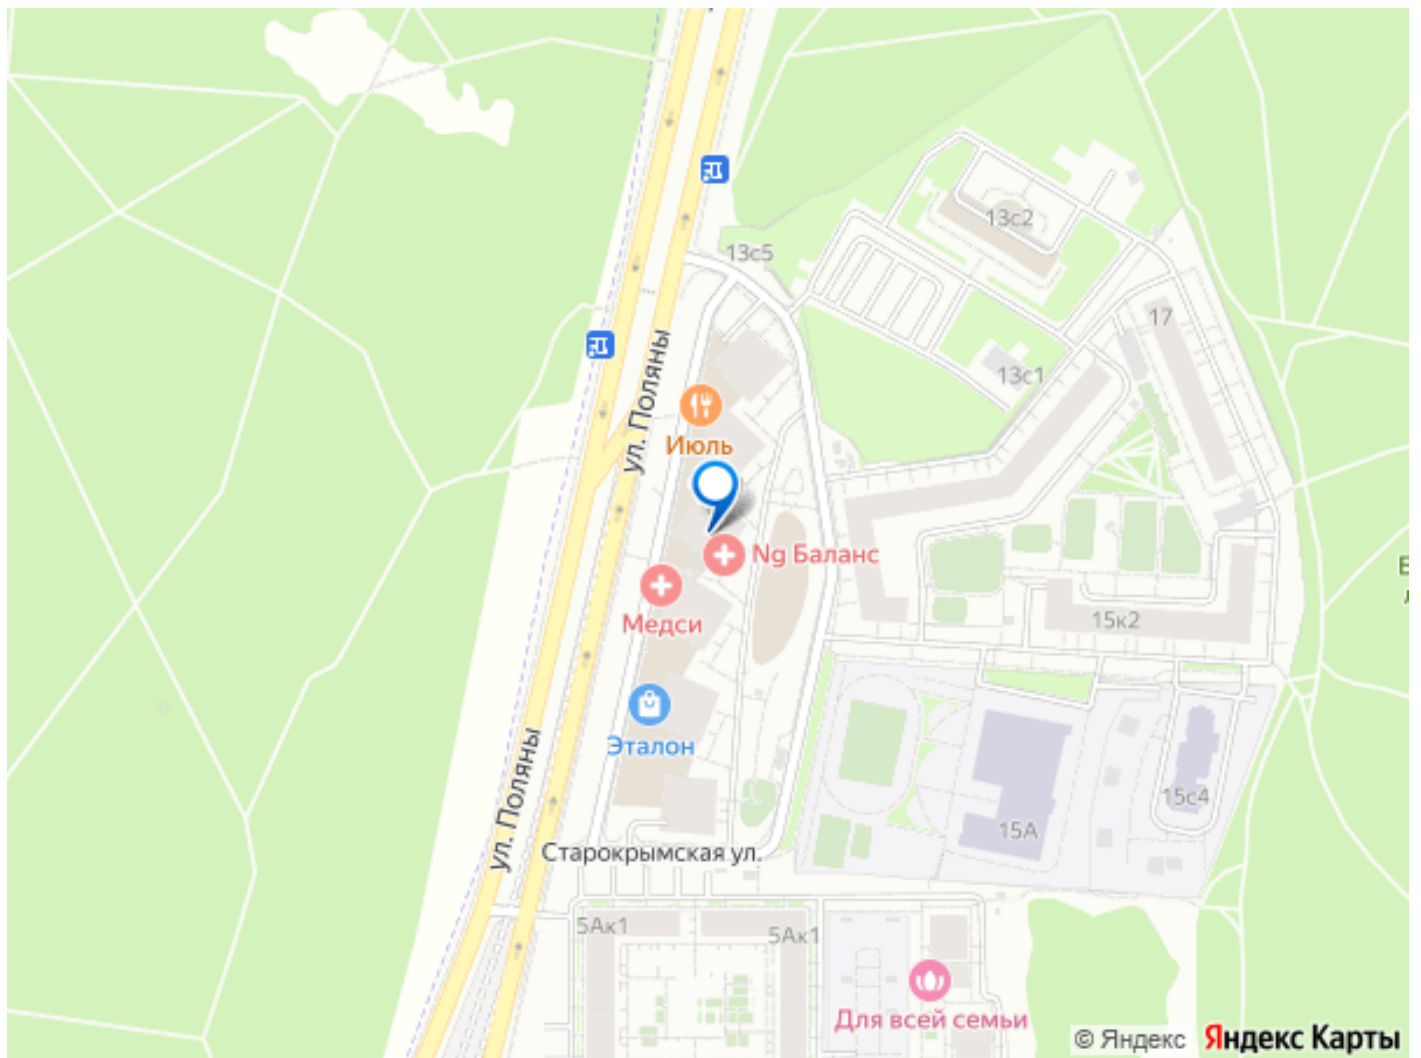 13с2
13с5
17
ул. Поляны
13с1
Июль
Ng Баланс
Медси
15к2
Эталон
ул. Поляны
15с4
15А
Старокрымская ул.
5Ак1
5Ак1
Для всей семьи
© Яндекс Яндекс Карты